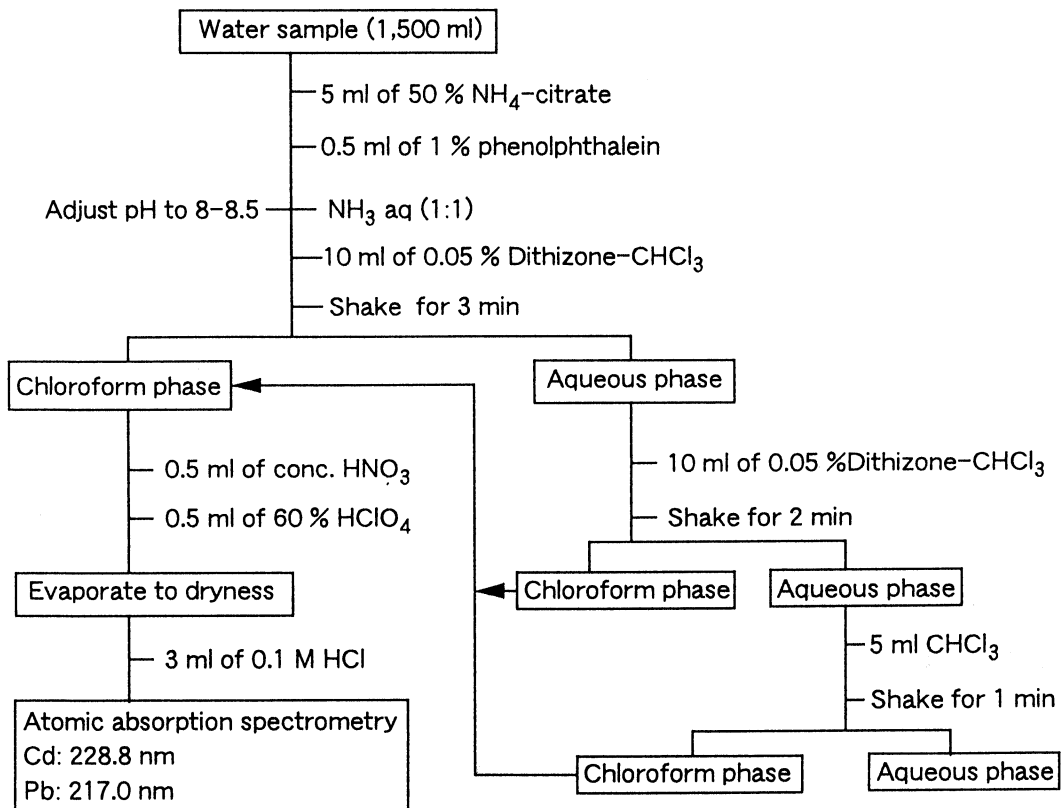 Water sample (1,500 ml)
5 ml of 50 % NH₄-citrate
0.5 ml of 1 % phenolphthalein
Adjust pH to 8-8.5
NH₃ aq (1:1)
10 ml of 0.05 % Dithizone-CHCl₃
Shake for 3 min
Chloroform phase
Aqueous phase
0.5 ml of conc. HNO₃
0.5 ml of 60 % HClO₄
Evaporate to dryness
3 ml of 0.1 M HCl
Atomic absorption spectrometry
Cd: 228.8 nm
Pb: 217.0 nm
10 ml of 0.05 %Dithizone-CHCl₃
Shake for 2 min
Chloroform phase
Aqueous phase
5 ml CHCl₃
Shake for 1 min
Chloroform phase
Aqueous phase